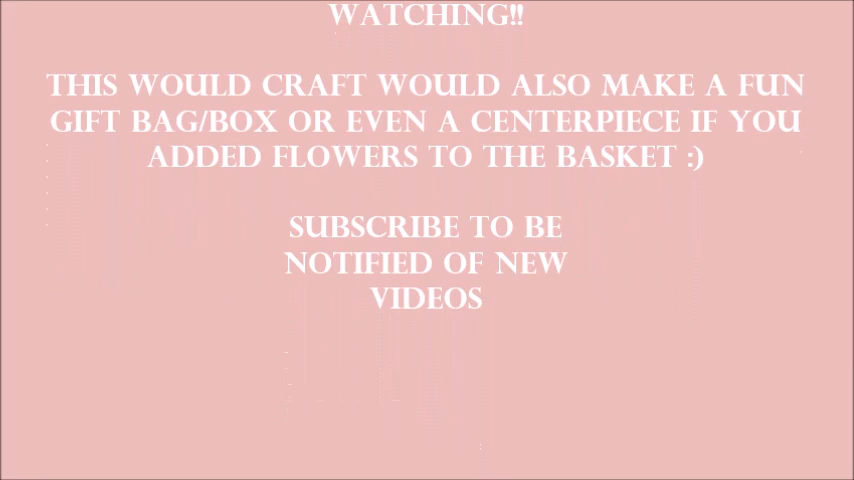 WATCHING!!
THIS WOULD CRAFT WOULD ALSO MAKE A FUN
GIFT BAG/BOX OR EVEN A CENTERPIECE IF YOU
ADDED FLOWERS TO THE BASKET :)
SUBSCRIBE TO BE
NOTIFIED OF NEW
VIDEOS